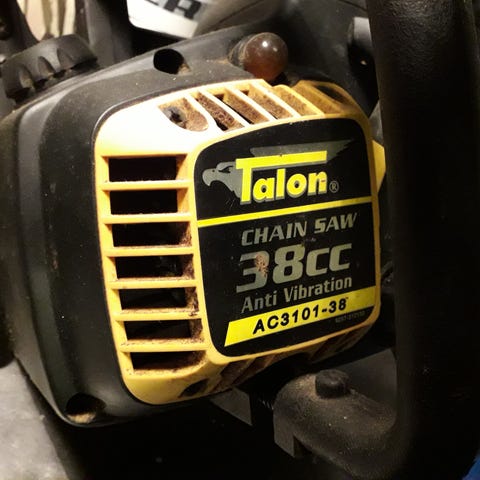 Talon®
CHAIN SAW
38cc
Anti Vibration
AC3101-38